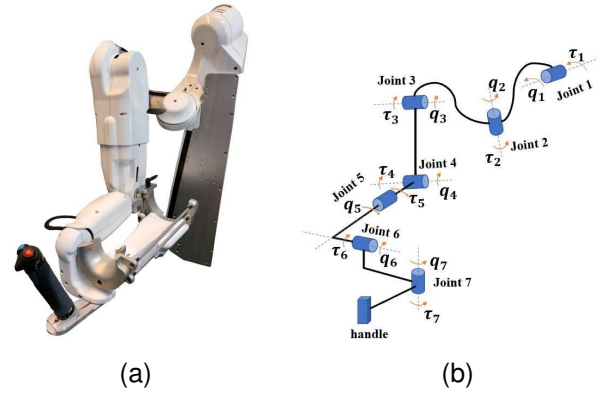 τ₁
Joint 3
q₂
q₁
Joint 1
τ₃
q₃
τ₂
Joint 2
Joint 5
τ₄
Joint 4
q₅
τ₅
q₄
Joint 6
τ₆
q₆
q₇
Joint 7
τ₇
handle
(a)
(b)